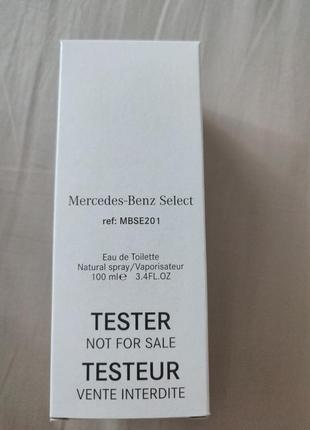 Mercedes-Benz Select
ref: MBSE201
Eau de Toilette
Natural spray/Vaporisateur
100 ml℮ 3.4FL.OZ
TESTER
NOT FOR SALE
TESTEUR
VENTE INTERDITE